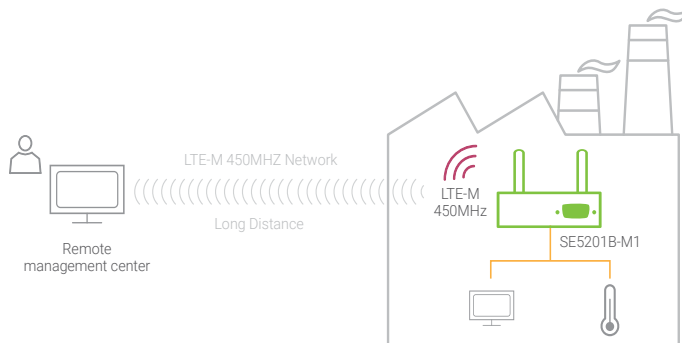 LTE-M 450MHZ Network
Long Distance
Remote
management center
LTE-M
450MHz
SE5201B-M1